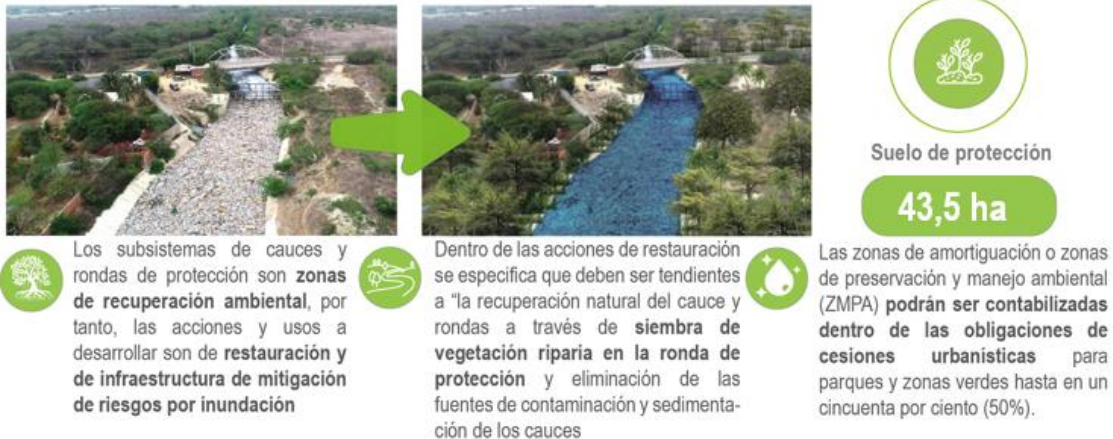 Suelo de protección
43,5 ha
Los subsistemas de cauces y
rondas de protección son zonas
de recuperación ambiental, por
tanto, las acciones y usos a
desarrollar son de restauración y
de infraestructura de mitigación
de riesgos por inundación
Dentro de las acciones de restauración
se especifica que deben ser tendientes
a “la recuperación natural del cauce y
rondas a través de siembra de
vegetación riparia en la ronda de
protección y eliminación de las
fuentes de contaminación y sedimenta-
ción de los cauces
Las zonas de amortiguación o zonas
de preservación y manejo ambiental
(ZMPA) podrán ser contabilizadas
dentro de las obligaciones de
cesiones urbanísticas para
parques y zonas verdes hasta en un
cincuenta por ciento (50%).